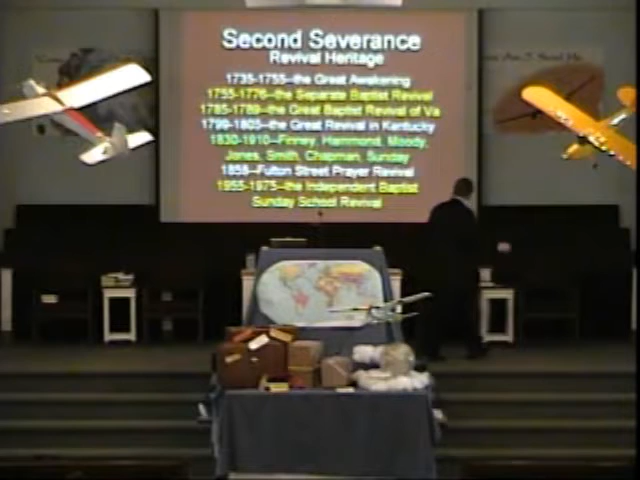 Second Severance
Revival Heritage
1735-1755--the Great Awakening
1755-1776--the Separate Baptist Revival
1785-1789--the Great Baptist Revival of Va
1799-1803--the Great Revival in Kentucky
1830-1910--Finney, Hammond, Moody,
Jones, Smith, Chapman, Sunday
1858--Fulton Street Prayer Revival
1955-1975--the Independent Baptist
Sunday School Revival